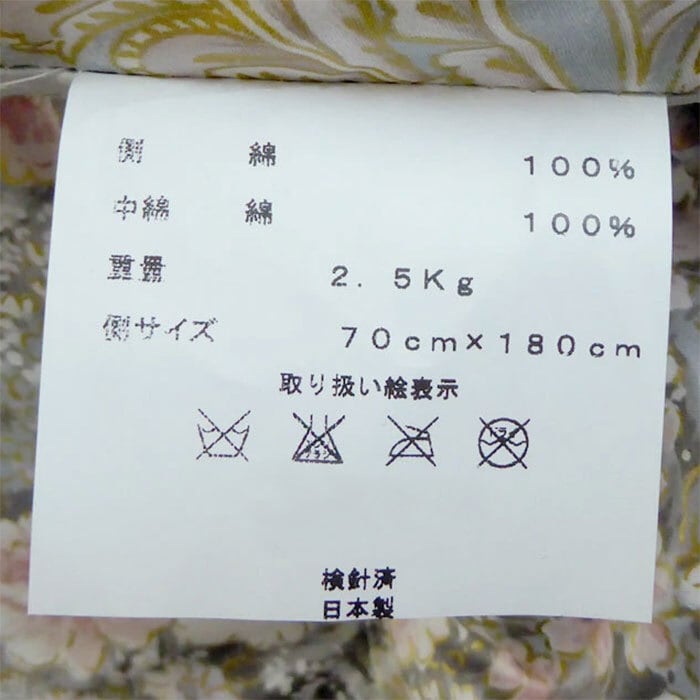 側 綿 100%
中綿 綿 100%
重量 2.5Kg
側サイズ 70cm×180cm
取り扱い絵表示
検針済
日本製